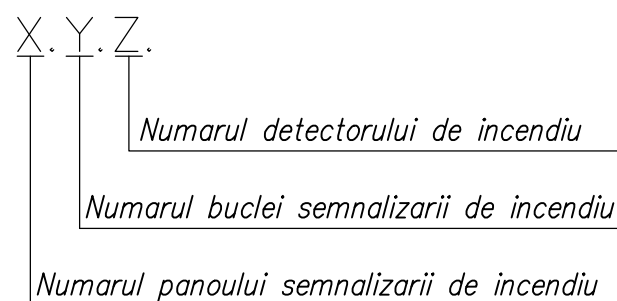 X.Y.Z.
Numarul detectorului de incendiu
Numarul buclei semnalizarii de incendiu
Numarul panoului semnalizarii de incendiu